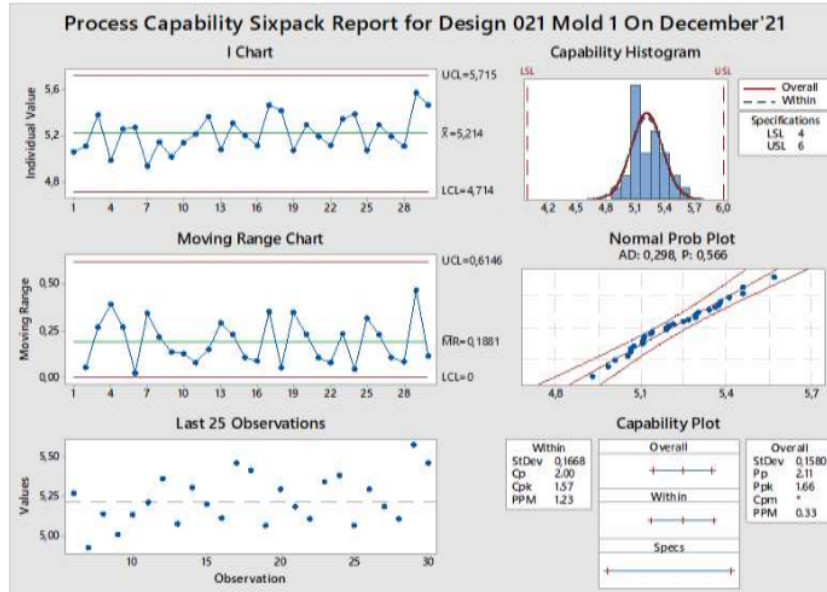 Process Capability Sixpack Report for Design 021 Mold 1 On December'21
I Chart
Individual Value
5,6
5,2
4,8
UCL=5,715
X̄=5,214
LCL=4,714
1 4 7 10 13 16 19 22 25 28
Moving Range Chart
Moving Range
0,50
0,25
0,00
UCL=0,6146
M̄R̄=0,1881
LCL=0
1 4 7 10 13 16 19 22 25 28
Last 25 Observations
Values
5,50
5,25
5,00
10 15 20 25 30
Observation
Capability Histogram
LSL USL
4,2 4,5 4,8 5,1 5,4 5,7 6,0
Overall
Within
Specifications
LSL 4
USL 6
Normal Prob Plot
AD: 0,298, P: 0,566
4,8 5,1 5,4 5,7
Capability Plot
Within
StDev 0,1668
Cp 2.00
Cpk 1.57
PPM 1.23
Overall
Within
Specs
Overall
StDev 0,1580
Pp 2.11
Ppk 1.66
Cpm *
PPM 0.33